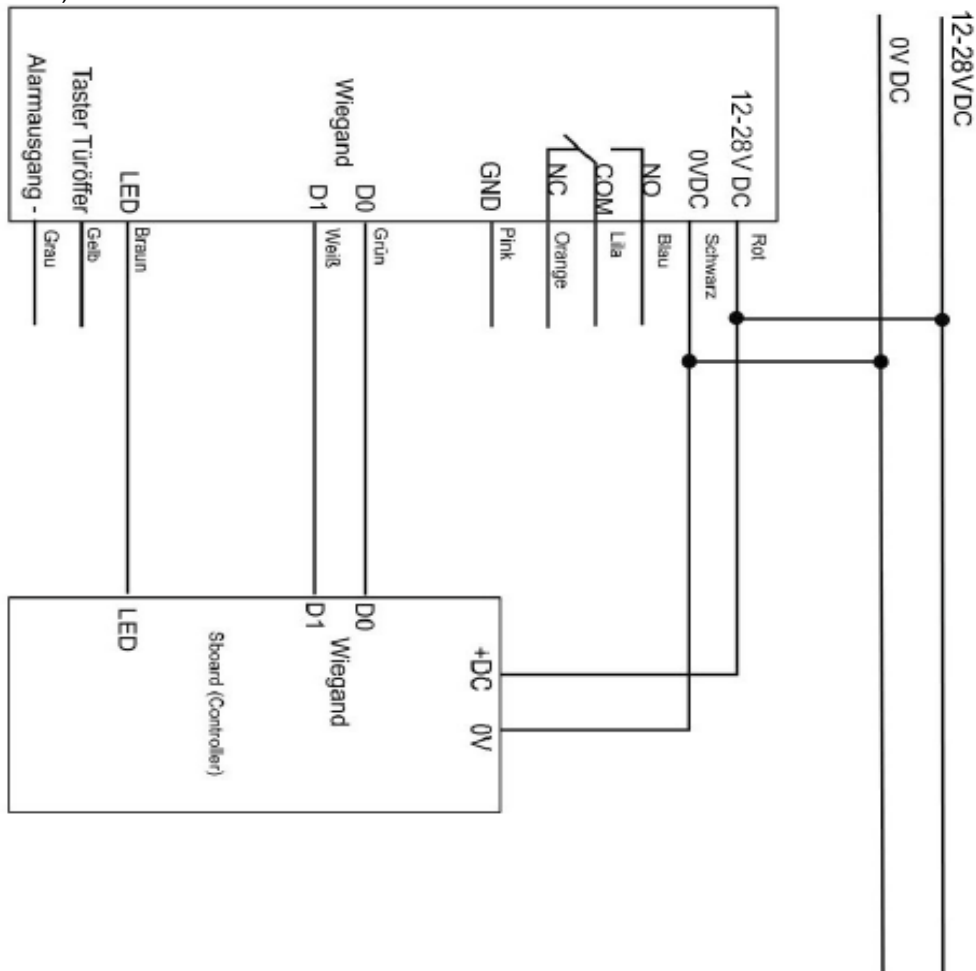 12-28VDC
0V DC
12-28V DC
0VDC
NO
COM
NC
GND
Wiegand
D0
D1
LED
Taster Türöffer
Alarmausgang -
Rot
Schwarz
Blau
Lila
Orange
Pink
Grün
Weiß
Braun
Gelb
Grau
+DC
0V
D0
D1
Wiegand
LED
Sboard (Controller)